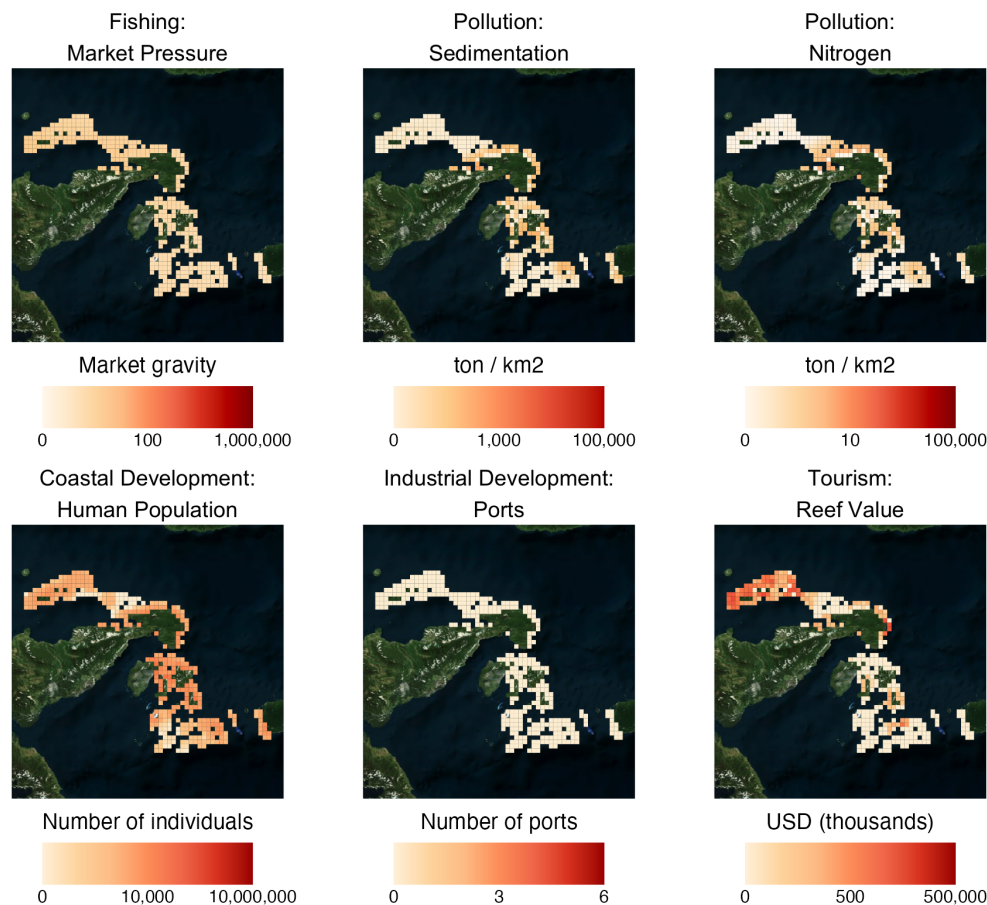 Fishing:
Market Pressure
Pollution:
Sedimentation
Pollution:
Nitrogen
Market gravity
0 100 1,000,000
ton / km2
0 1,000 100,000
ton / km2
0 10 100,000
Coastal Development:
Human Population
Industrial Development:
Ports
Tourism:
Reef Value
Number of individuals
0 10,000 10,000,000
Number of ports
0 3 6
USD (thousands)
0 500 500,000